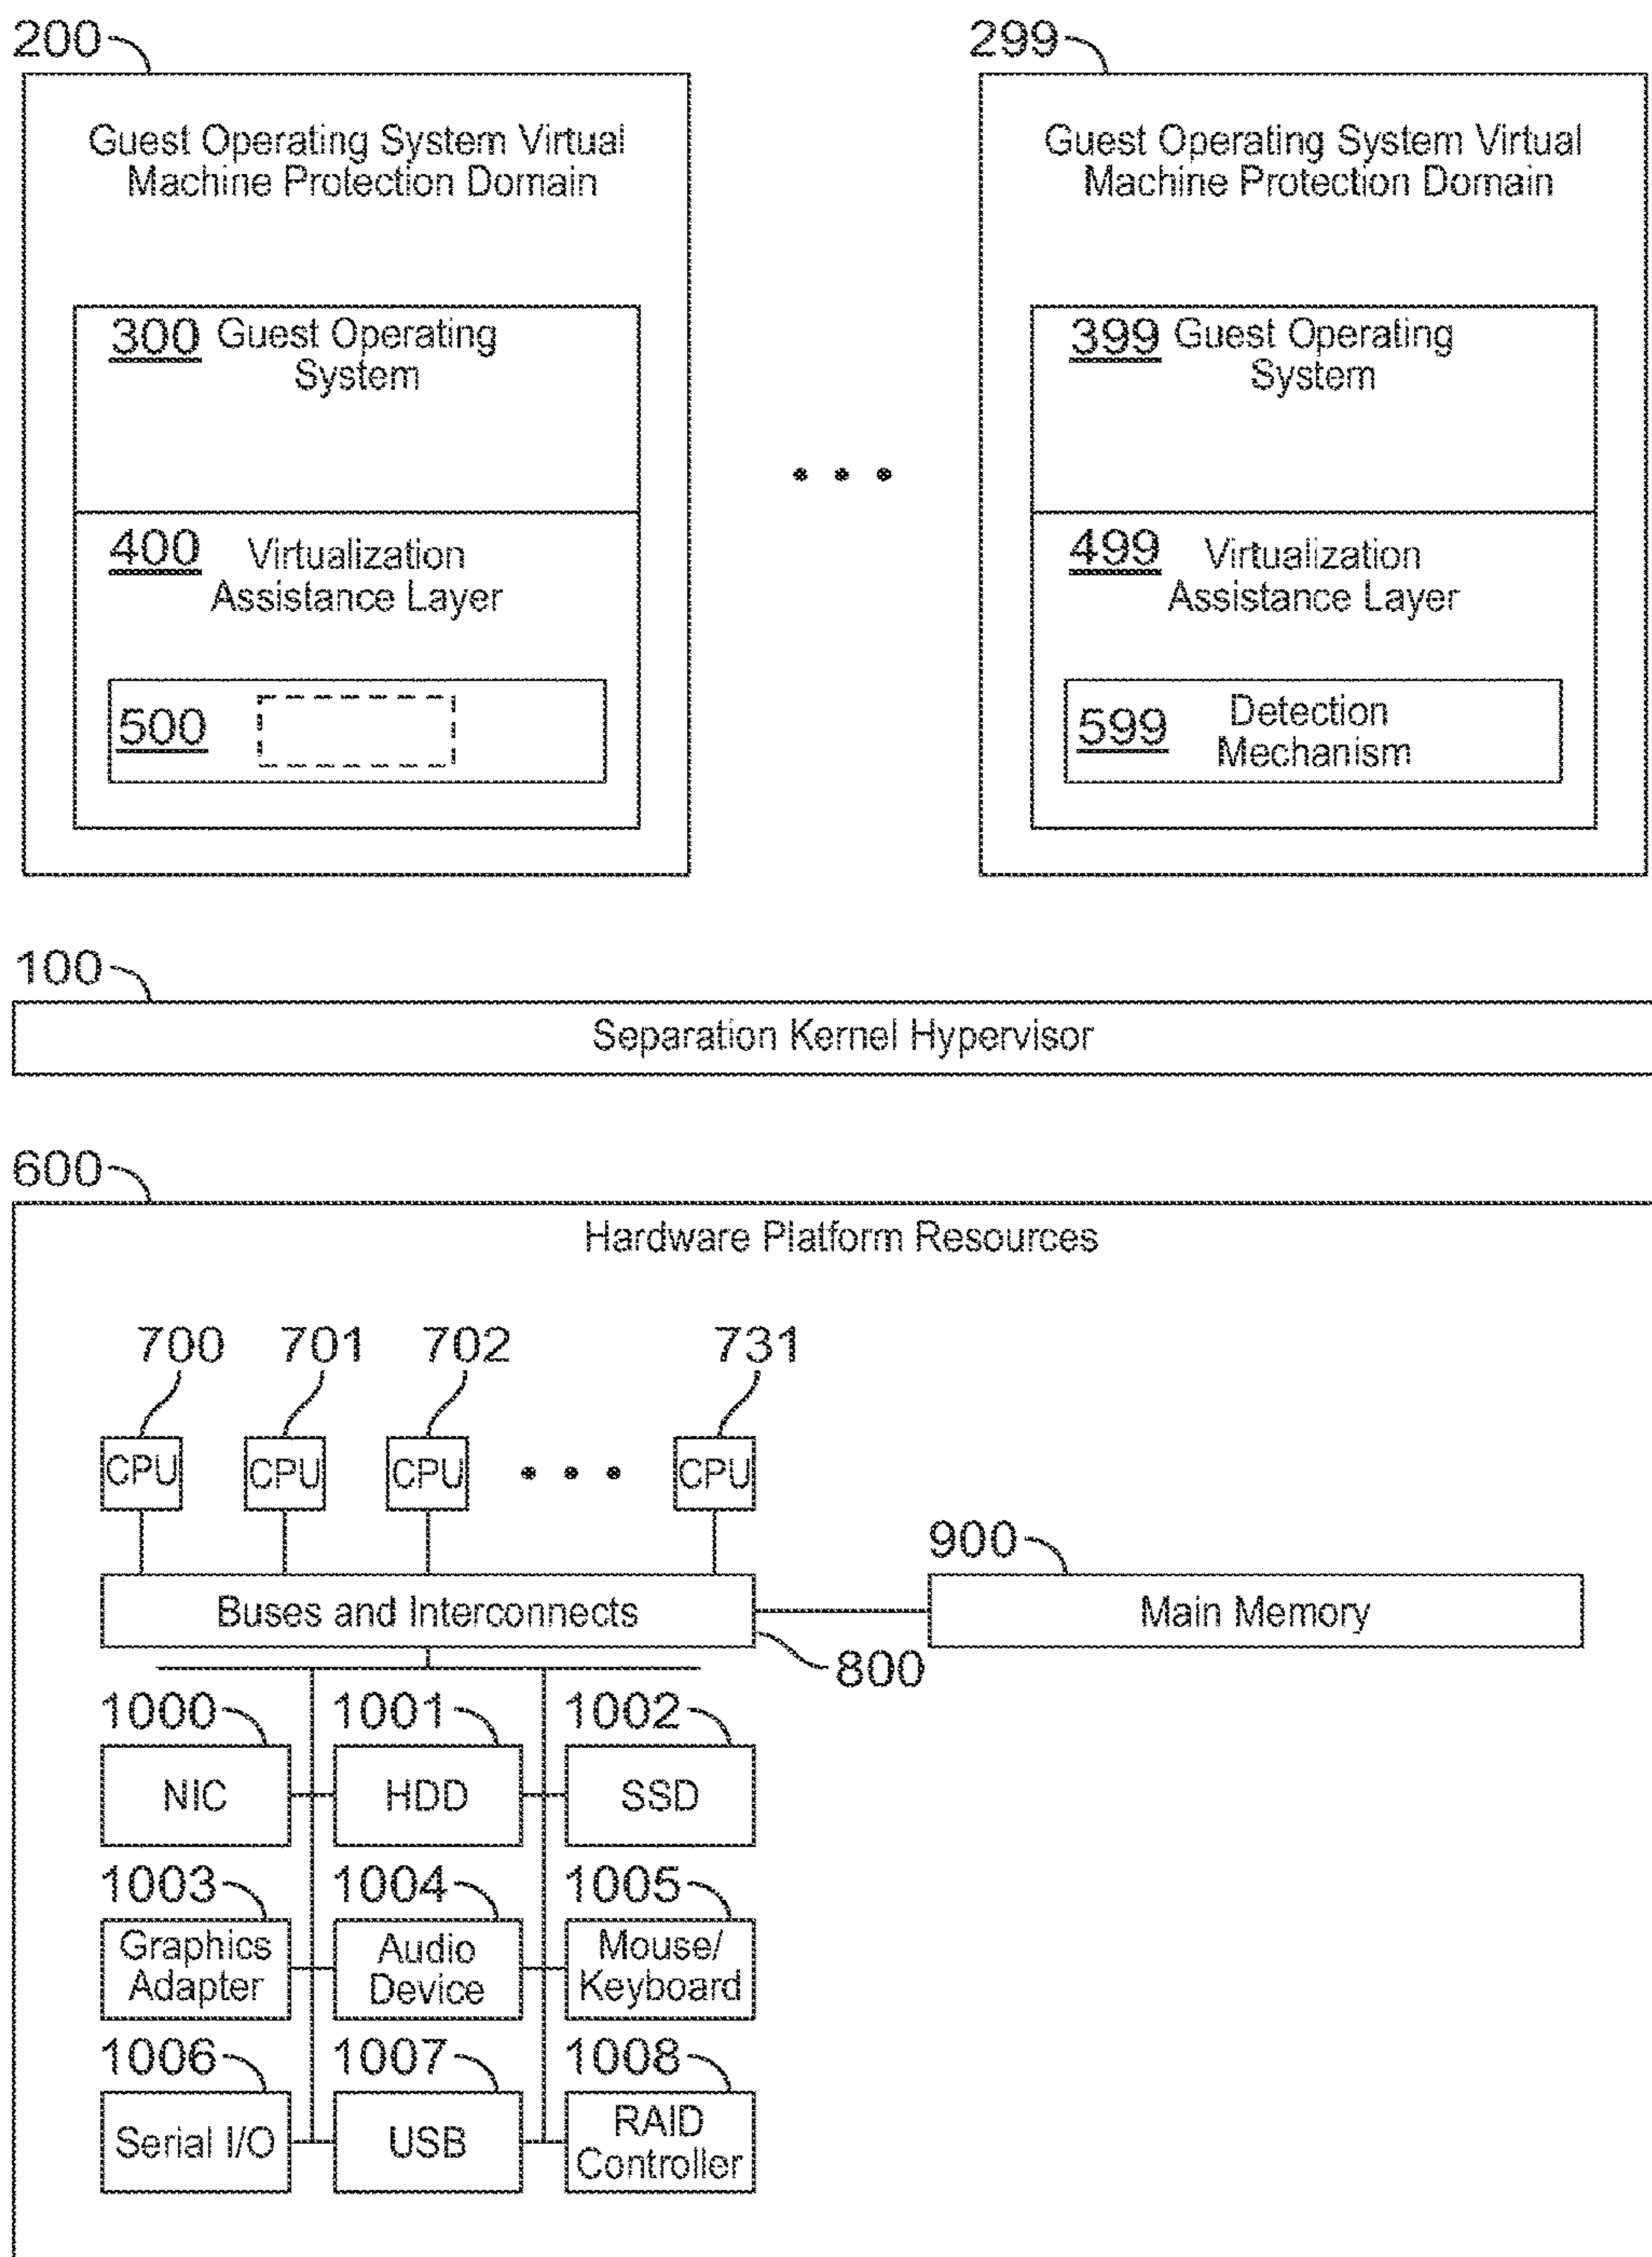 200
299
Guest Operating System Virtual
Machine Protection Domain
Guest Operating System Virtual
Machine Protection Domain
300 Guest Operating
System
399 Guest Operating
System
400 Virtualization
Assistance Layer
499 Virtualization
Assistance Layer
500
599 Detection
Mechanism
100
Separation Kernel Hypervisor
600
Hardware Platform Resources
700 701 702 731
CPU CPU CPU CPU
900
Buses and Interconnects
Main Memory
800
1000 1001 1002
NIC HDD SSD
1003 1004 1005
Graphics
Adapter
Audio
Device
Mouse/
Keyboard
1006 1007 1008
Serial I/O USB
RAID
Controller